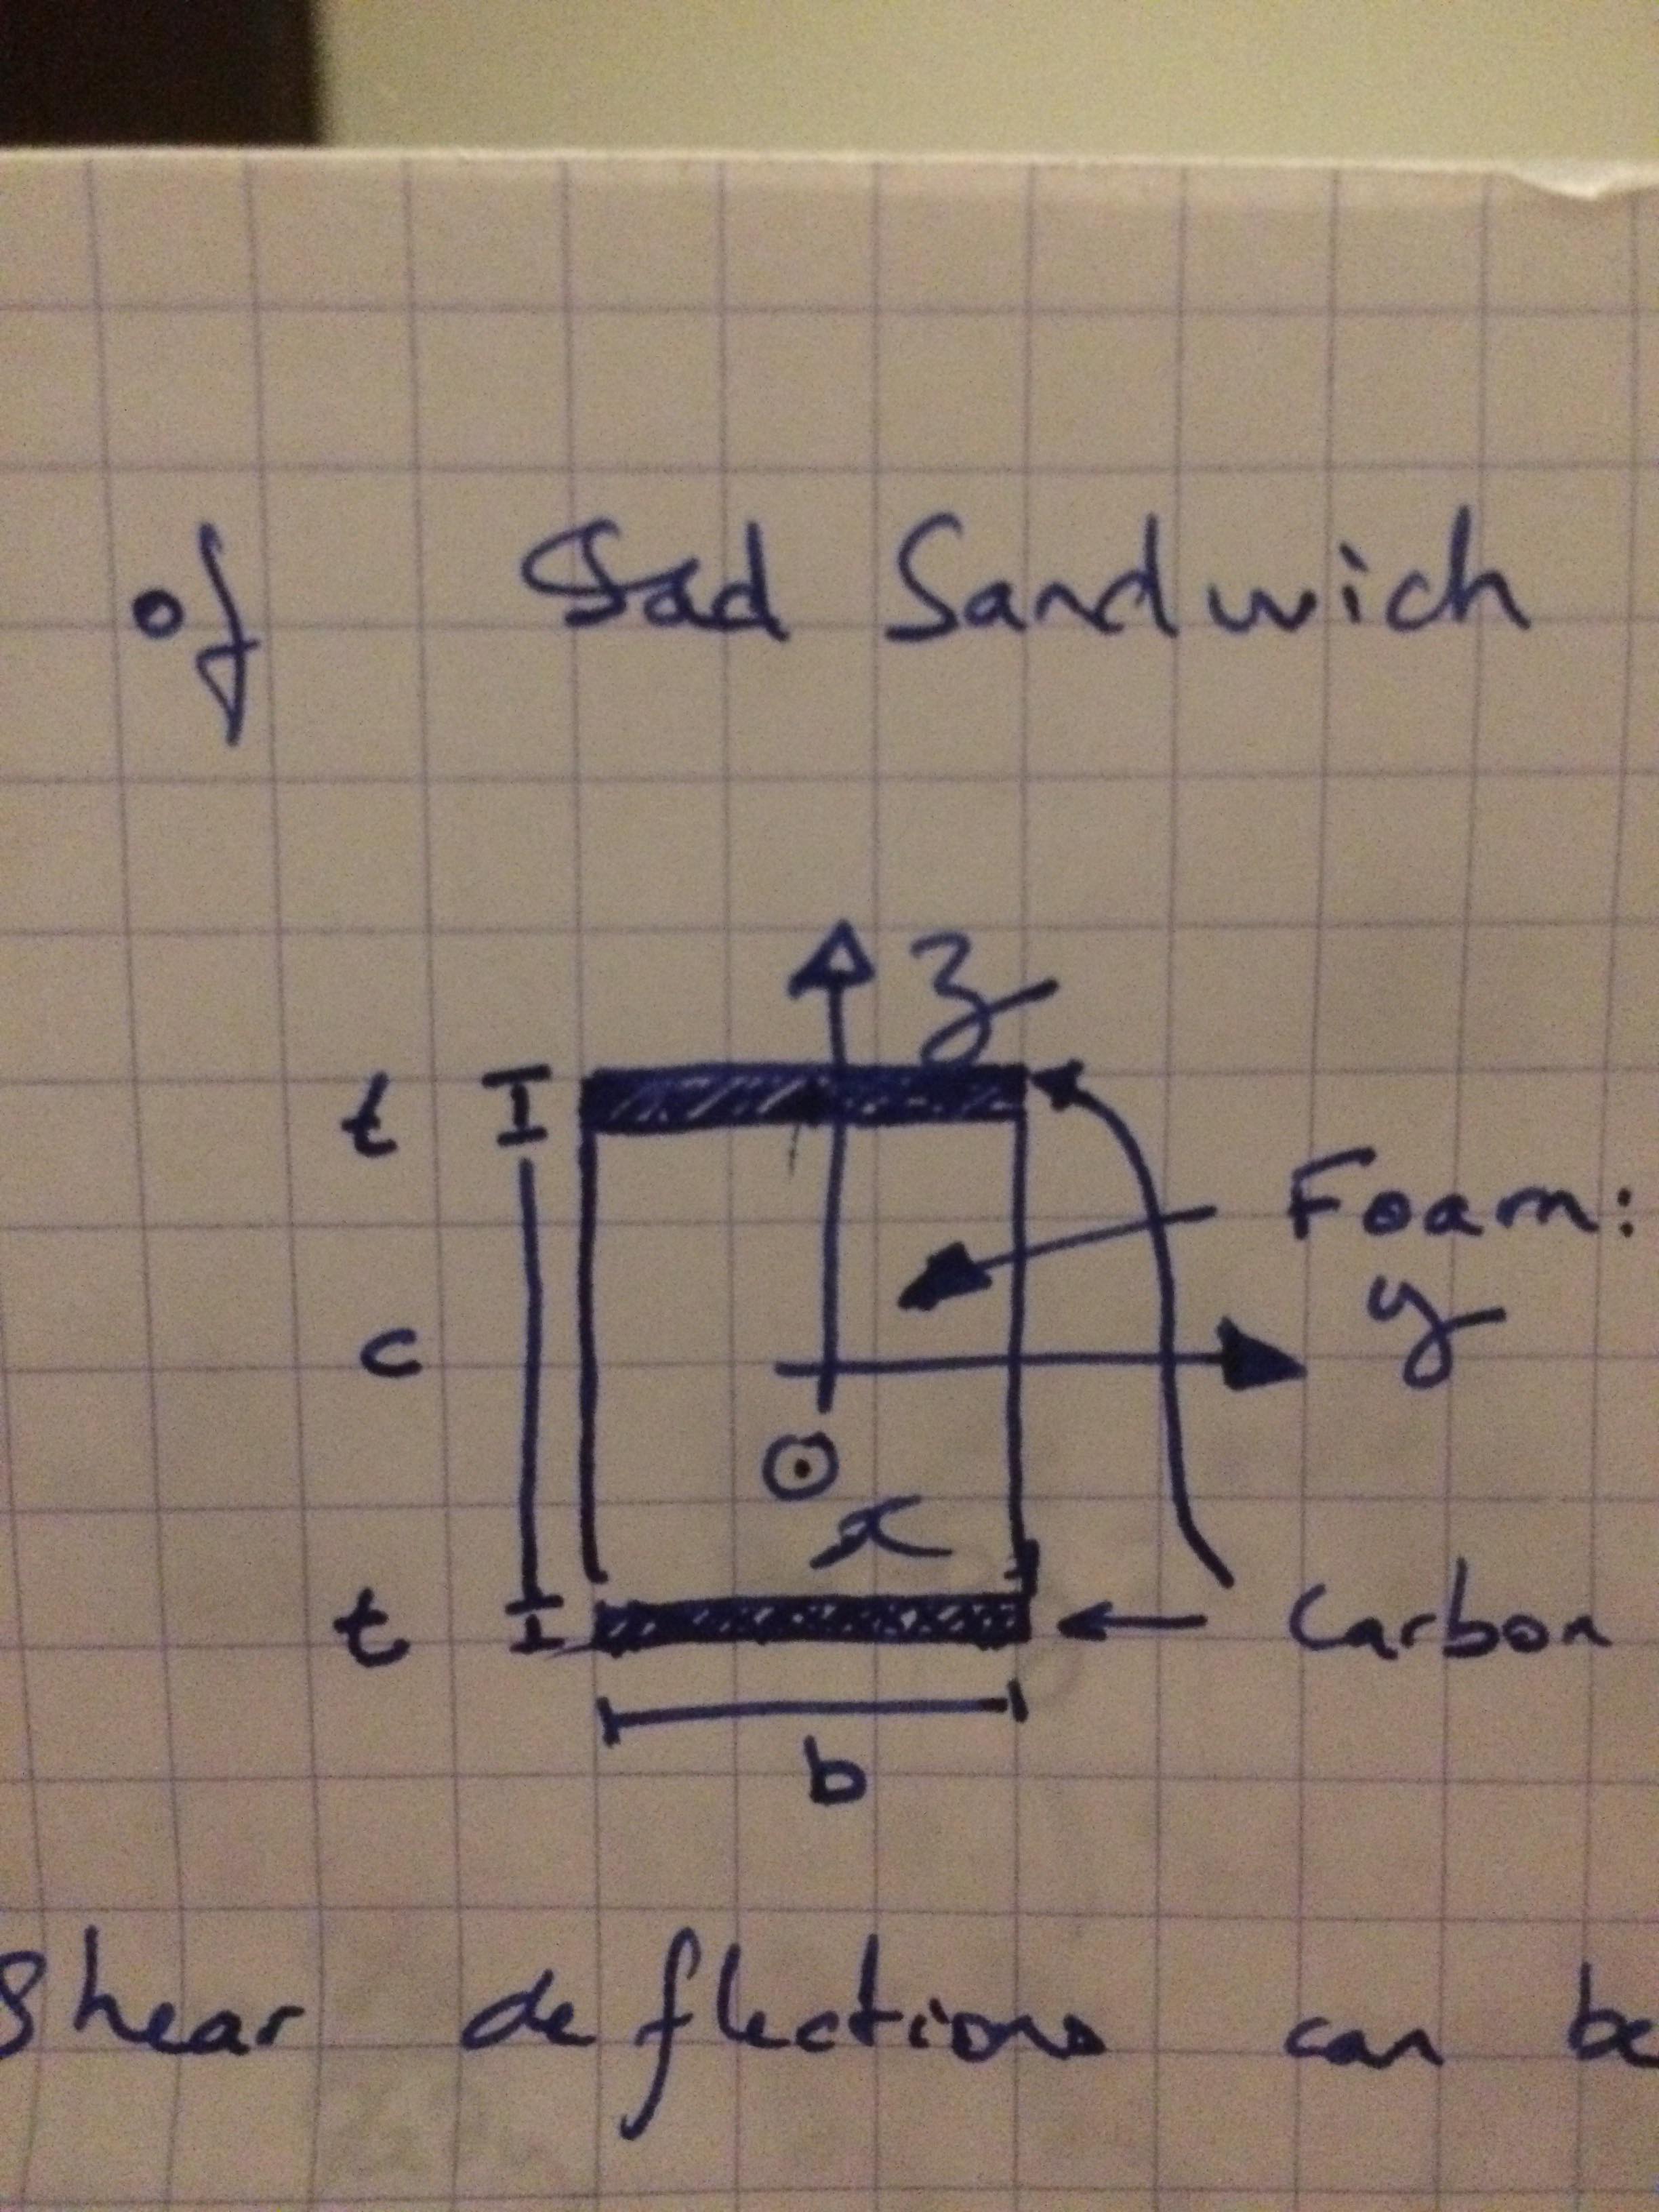 of Sad Sandwich
z
t
Foam:
y
c
x
t
Carbon
b
Shear deflections can be